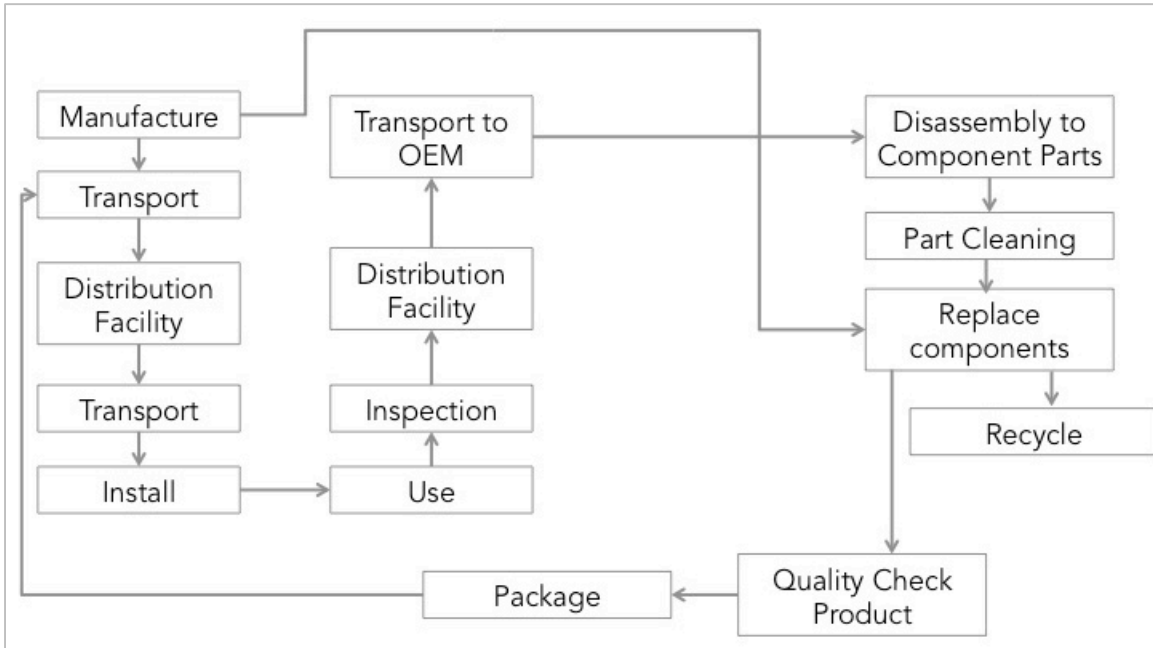 Manufacture
Transport
Distribution
Facility
Transport
Install
Transport to
OEM
Distribution
Facility
Inspection
Use
Disassembly to
Component Parts
Part Cleaning
Replace
components
Recycle
Quality Check
Product
Package